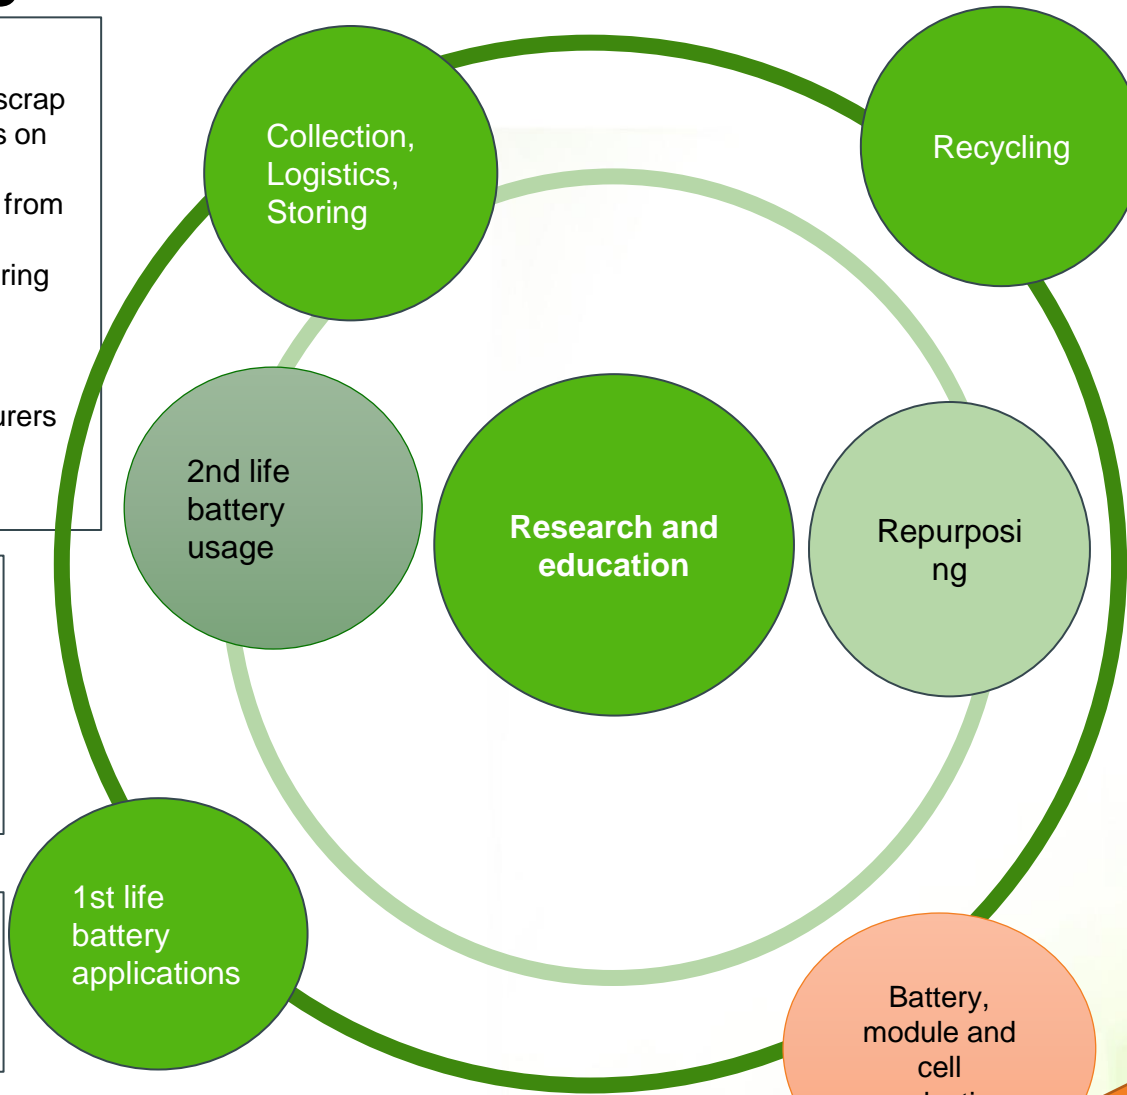 scrap
s on
from
ring
urers
Collection,
Logistics,
Storing
Recycling
2nd life
battery
usage
Research and
education
Repurposi
ng
1st life
battery
applications
Battery,
module and
cell